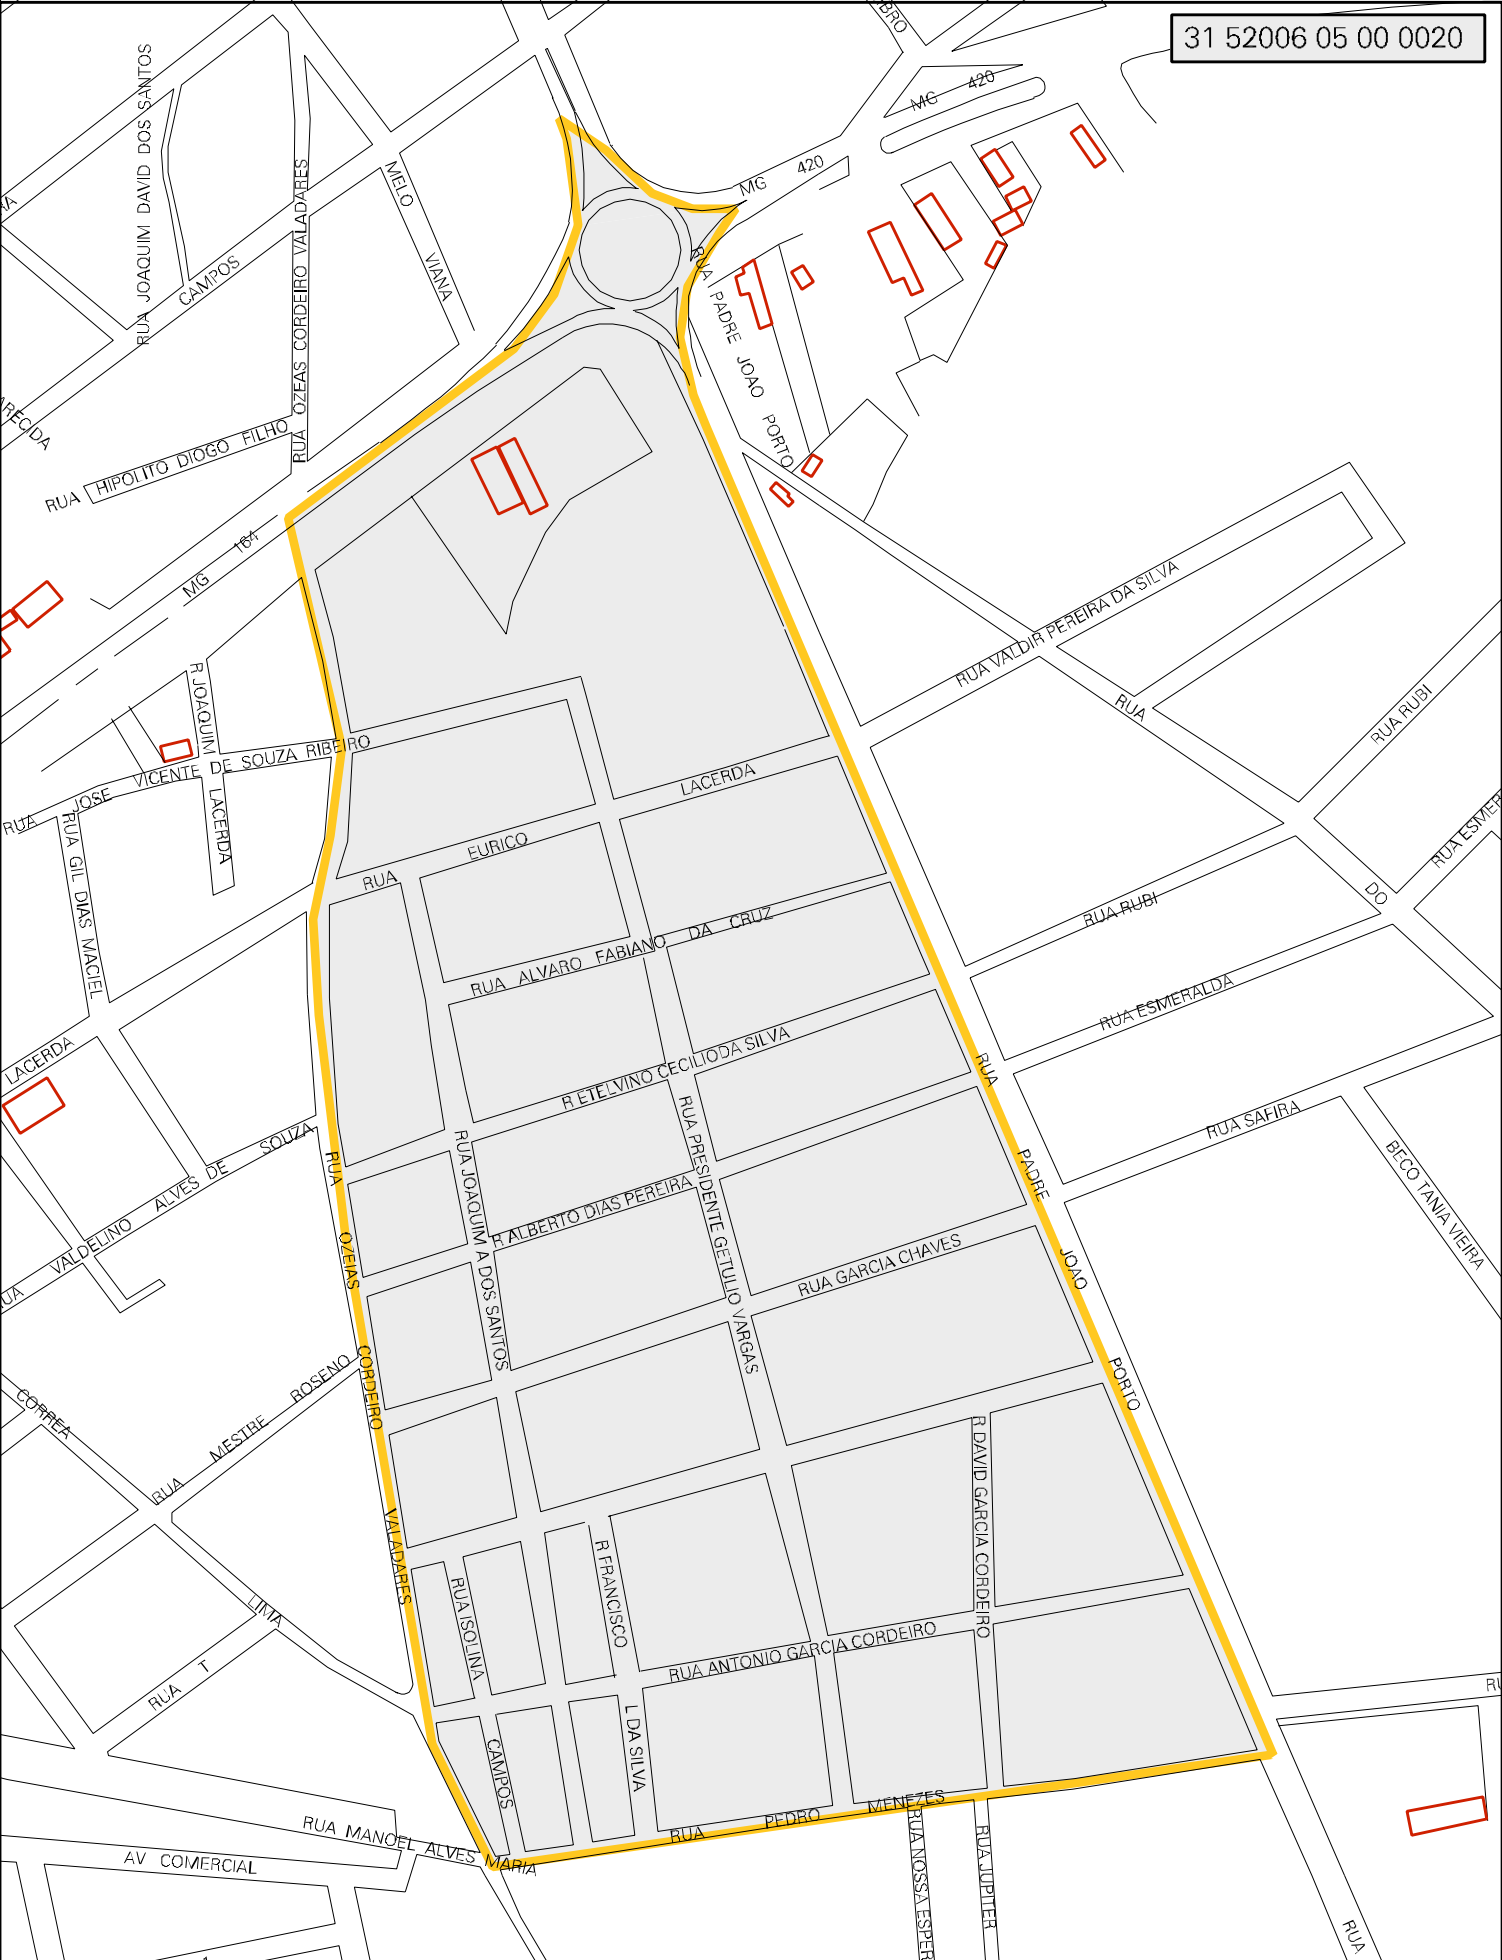 31 52006 05 00 0020
MG 420
MG 420
RUA JOAQUIM DAVID DOS SANTOS
MELO VIANA
CAMPOS
RUA OZEAS CORDEIRO VALADARES
RUA PADRE JOAO PORTO
ARECIDA
RUA HIPOLITO DIOGO FILHO
MG 164
RUA VALDIR PEREIRA DA SILVA
R JOAQUIM LACERDA
RUA JOSE VICENTE DE SOUZA RIBEIRO
RUA DO
RUA RUBI
RUA EURICO LACERDA
RUA GIL DIAS MACIEL
RUA ESMER
RUA RUBI
RUA ALVARO FABIANO DA CRUZ
RUA ESMERALDA
LACERDA
R ETELVINO CECILIODA SILVA
RUA PADRE JOAO PORTO
RUA SAFIRA
BECO TANIA VIEIRA
RUA PRESIDENTE GETULIO VARGAS
RUA JOAQUIM A DOS SANTOS
UA VALDELINO ALVES DE SOUZA
R ALBERTO DIAS PEREIRA
RUA OZEIAS CORDEIRO VALADARES
RUA GARCIA CHAVES
CORREA LIMA
RUA MESTRE ROSENO
R DAVID GARCIA CORDEIRO
R FRANCISCO L DA SILVA
RUA ISOLINA CAMPOS
RUA ANTONIO GARCIA CORDEIRO
RUA T
RUA PEDRO MENEZES
RUA MANOEL ALVES MARIA
AV COMERCIAL
RUA NOSSA ESPER
RUA JUPITER
RUA